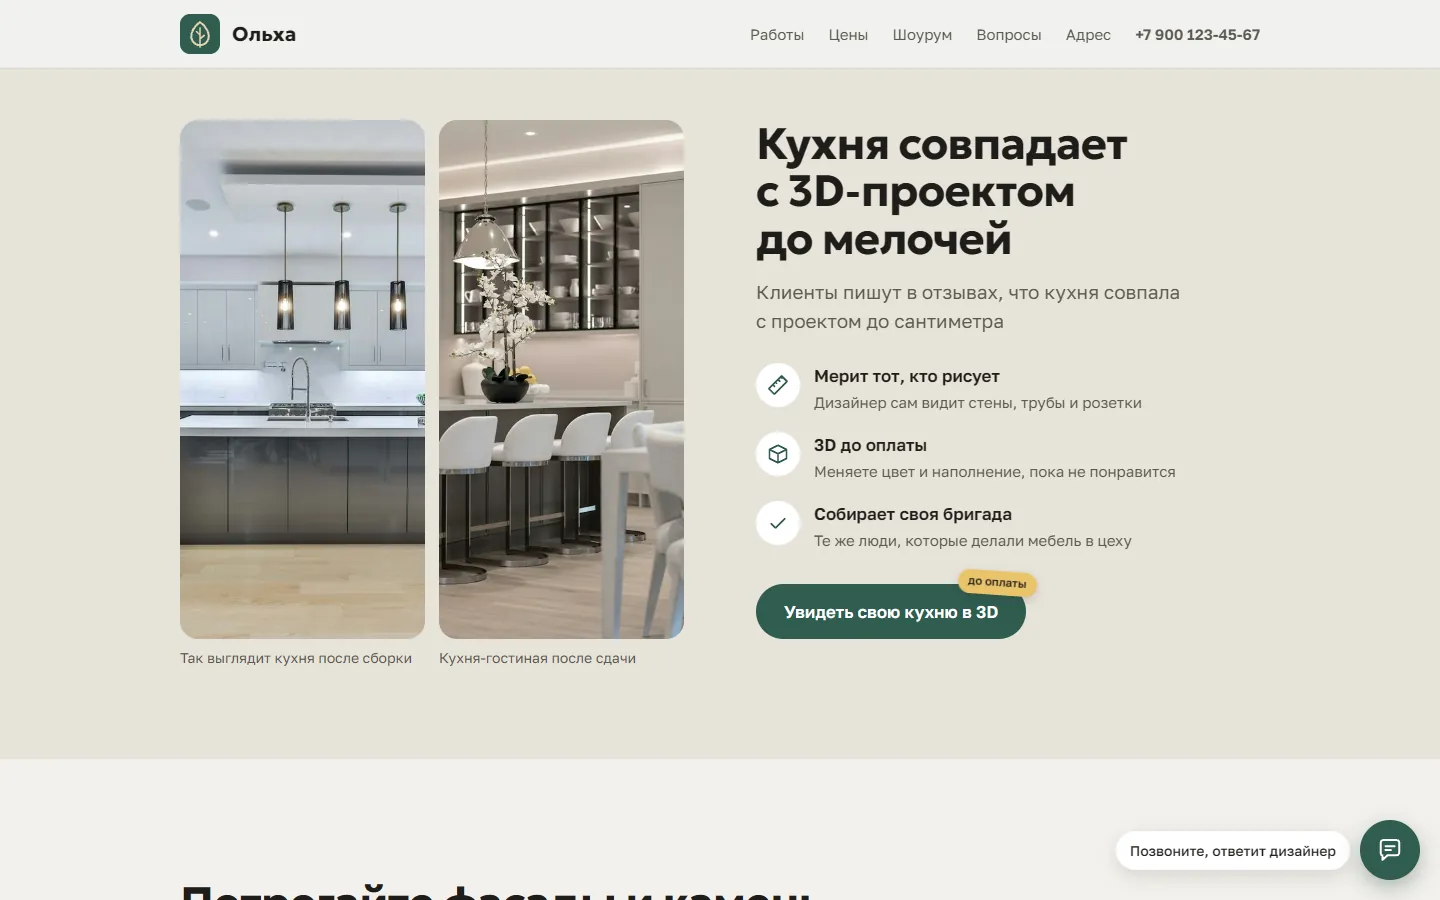 Ольха
Работы
Цены
Шоурум
Вопросы
Адрес
+7 900 123-45-67
Так выглядит кухня после сборки
Кухня-гостиная после сдачи
Кухня совпадает
с 3D-проектом
до мелочей
Клиенты пишут в отзывах, что кухня совпала
с проектом до сантиметра
Мерит тот, кто рисует
Дизайнер сам видит стены, трубы и розетки
3D до оплаты
Меняете цвет и наполнение, пока не понравится
Собирает своя бригада
Те же люди, которые делали мебель в цеху
до оплаты
Увидеть свою кухню в 3D
Позвоните, ответит дизайнер
Потрогайте фасады и камень